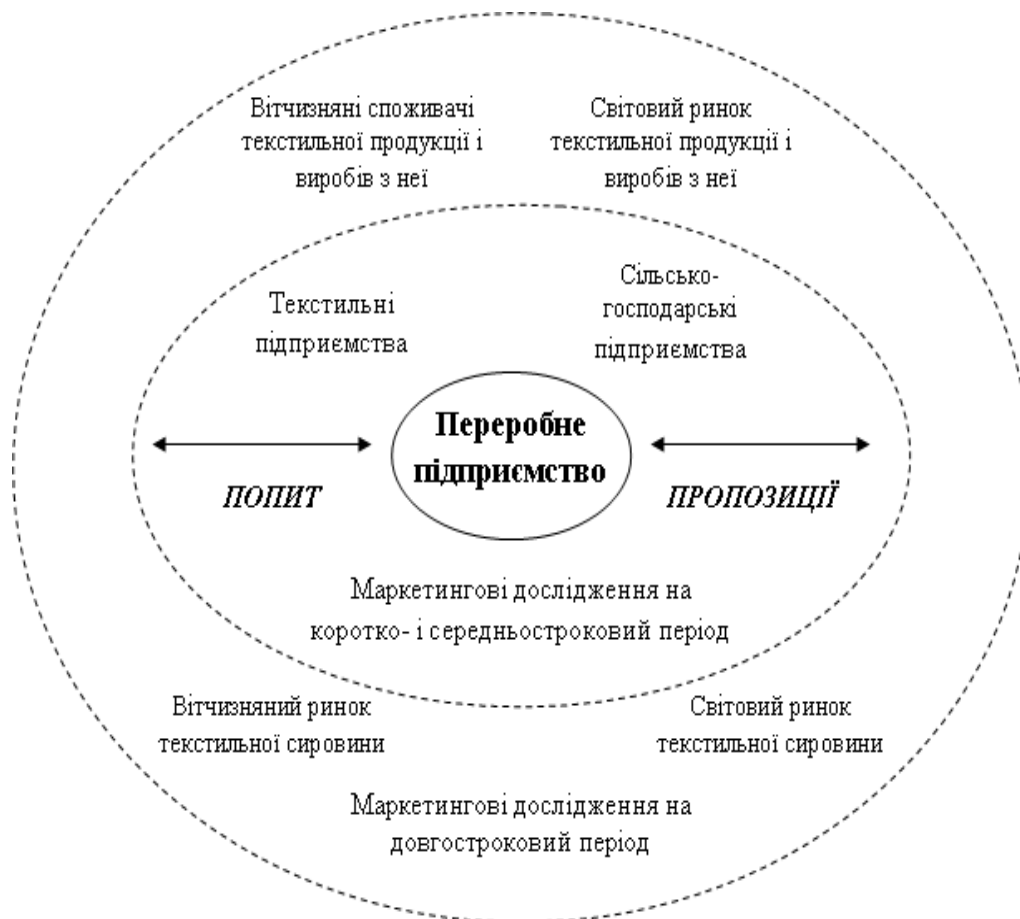 Вітчизняні споживачі
текстильної продукції і
виробів з неї
Світовий ринок
текстильної продукції і
виробів з неї
Текстильні
підприємства
Сільсько-
господарські
підприємства
Переробне
підприємство
ПОПИТ
ПРОПОЗИЦІЇ
Маркетингові дослідження на
коротко- і середньостроковий період
Вітчизняний ринок
текстильної сировини
Світовий ринок
текстильної сировини
Маркетингові дослідження на
довгостроковий період